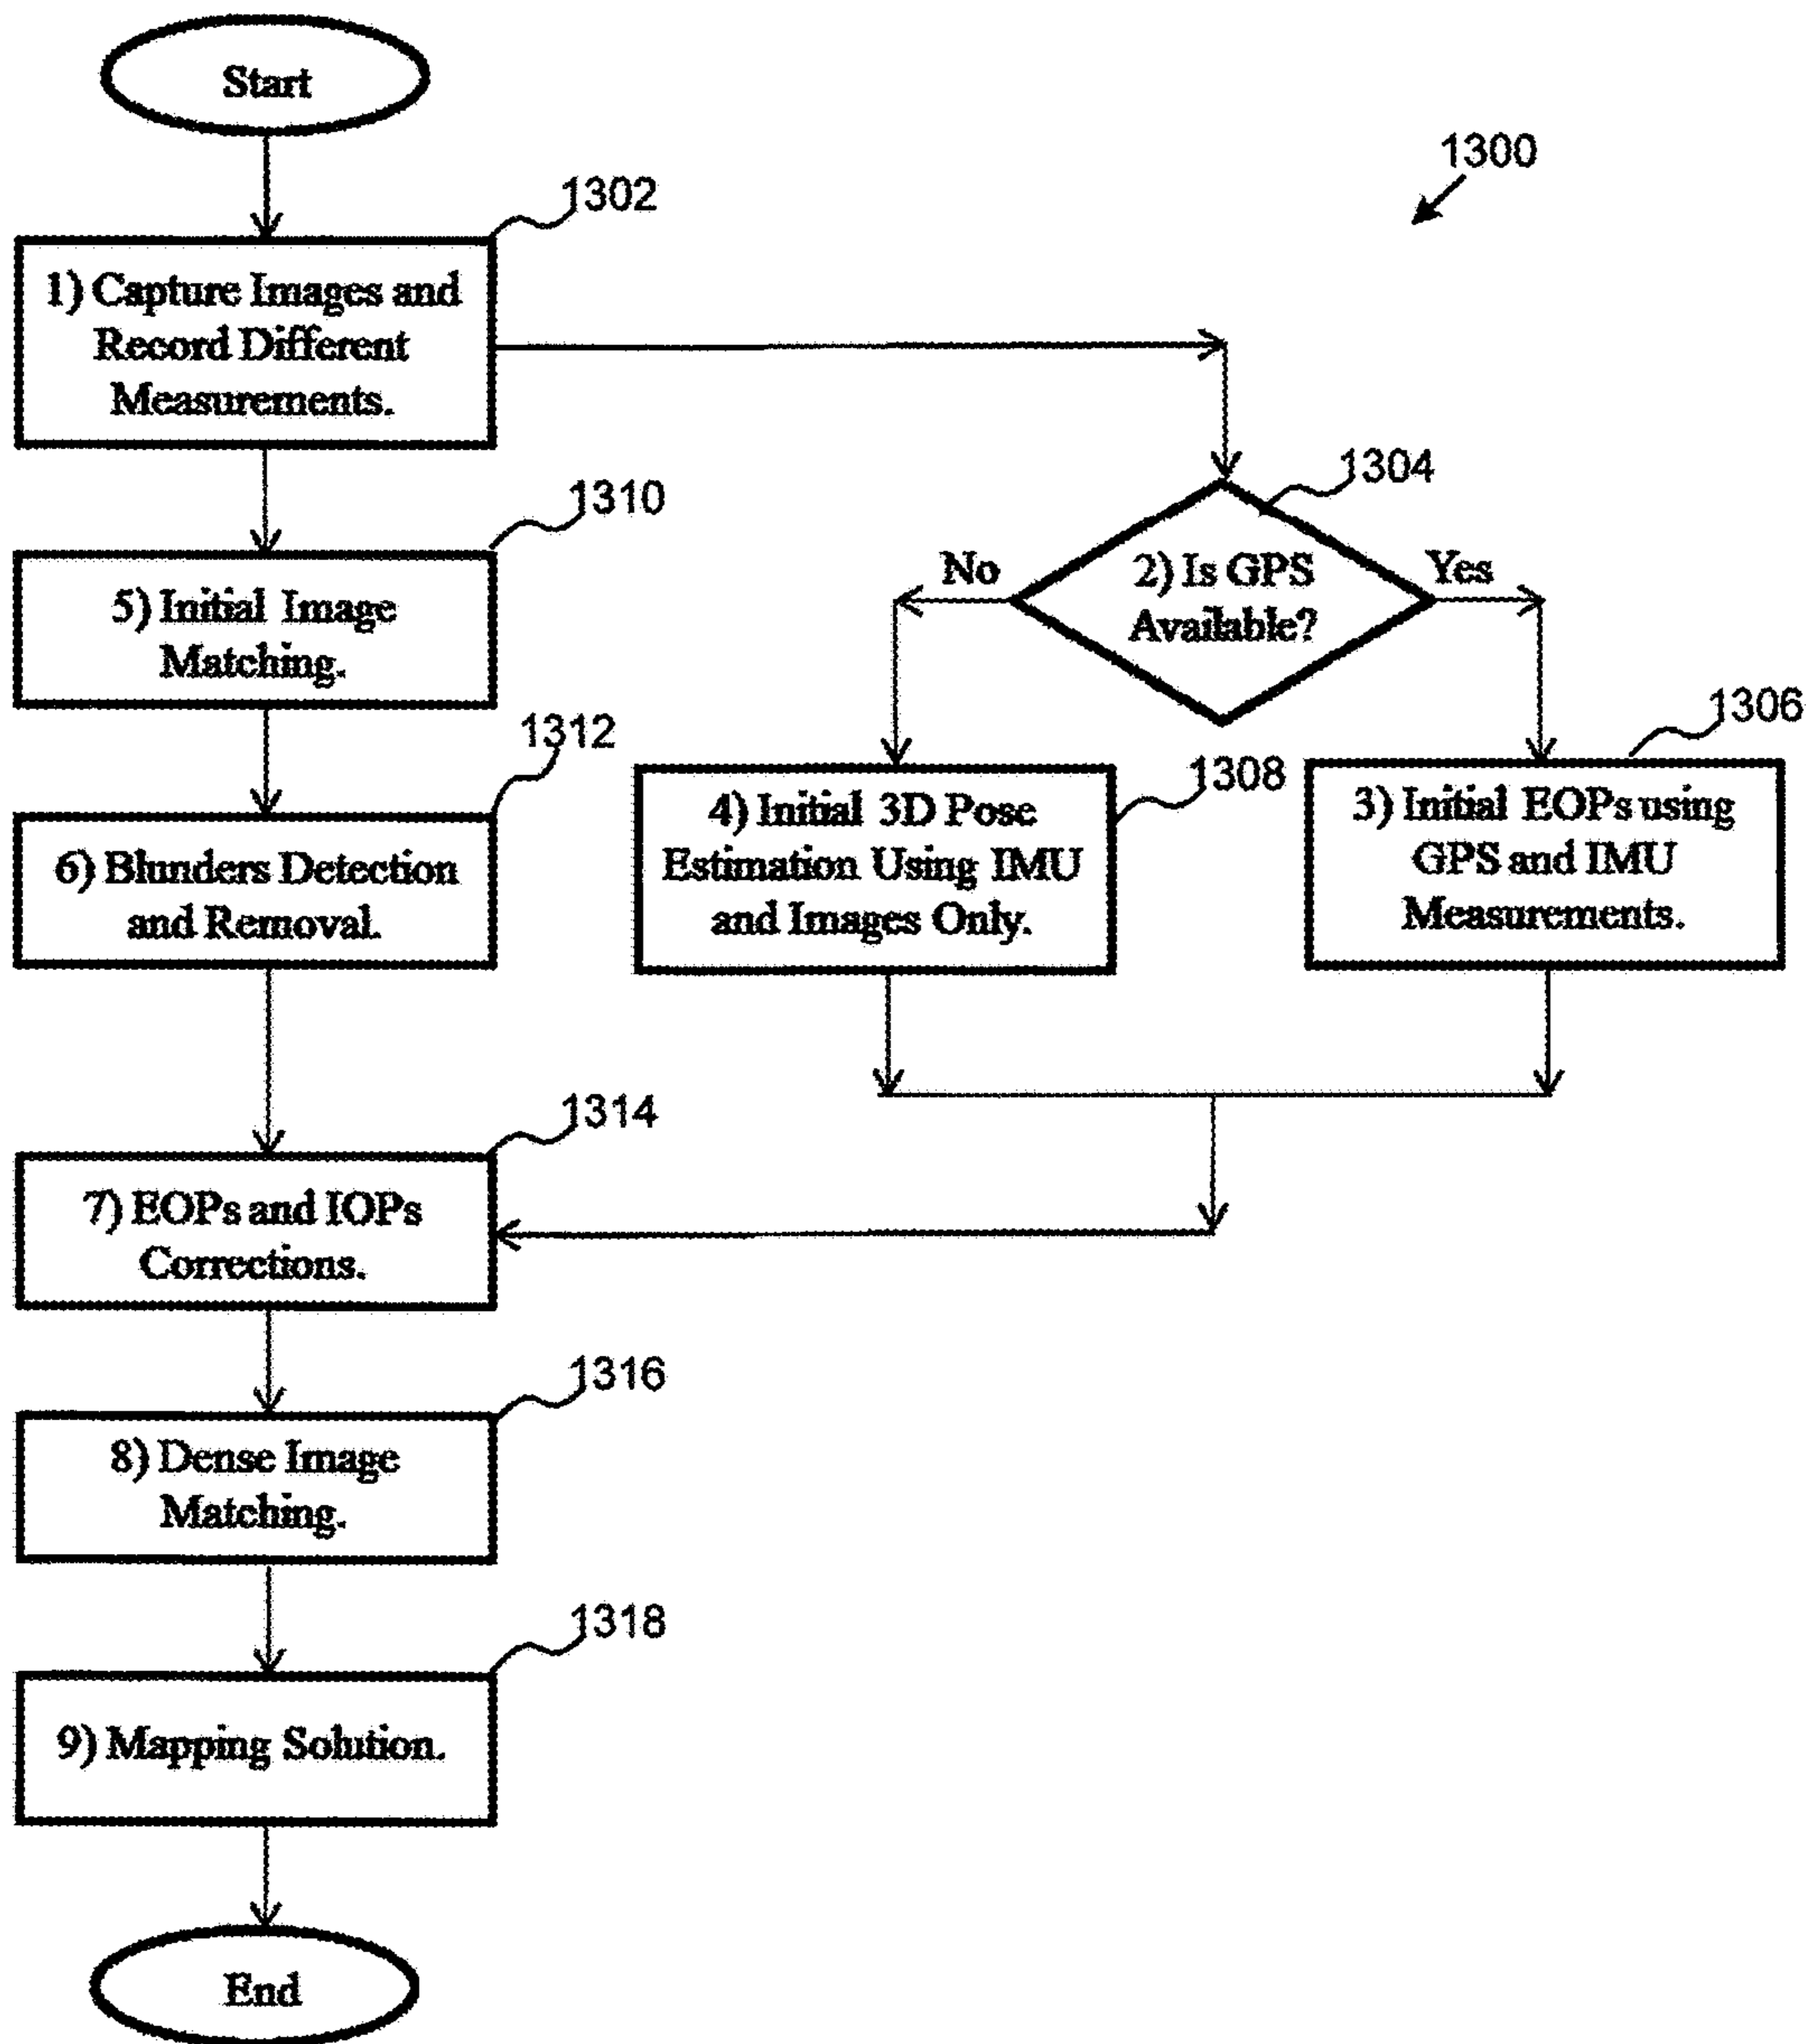 Start
1300
1302
1) Capture Images and
Record Different
Measurements.
1304
2) Is GPS
Available?
No
Yes
1310
5) Initial Image
Matching.
1306
3) Initial EOPs using
GPS and IMU
Measurements.
1308
4) Initial 3D Pose
Estimation Using IMU
and Images Only.
1312
6) Blunders Detection
and Removal.
1314
7) EOPs and IOPs
Corrections.
1316
8) Dense Image
Matching.
1318
9) Mapping Solution.
End